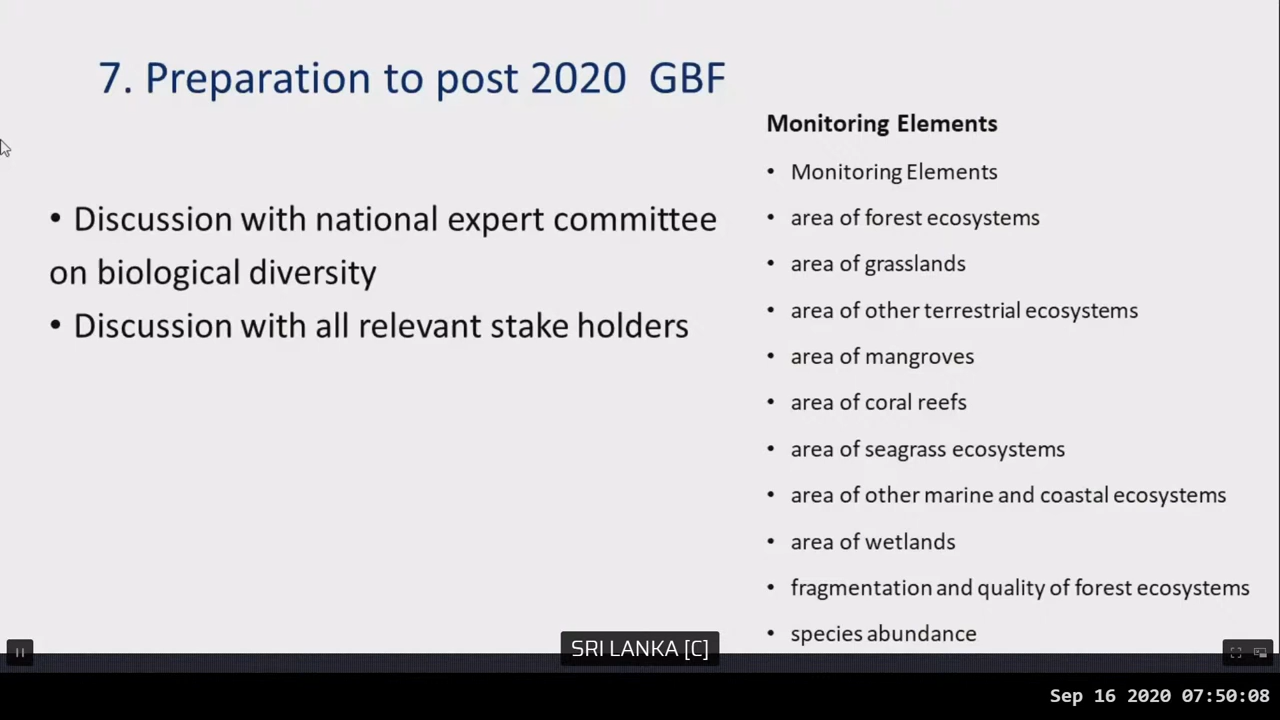 7. Preparation to post 2020 GBF
• Discussion with national expert committee
on biological diversity
• Discussion with all relevant stake holders
Monitoring Elements
• Monitoring Elements
• area of forest ecosystems
• area of grasslands
• area of other terrestrial ecosystems
• area of mangroves
• area of coral reefs
• area of seagrass ecosystems
• area of other marine and coastal ecosystems
• area of wetlands
• fragmentation and quality of forest ecosystems
• species abundance
SRI LANKA [C]
Sep 16 2020 07:50:08